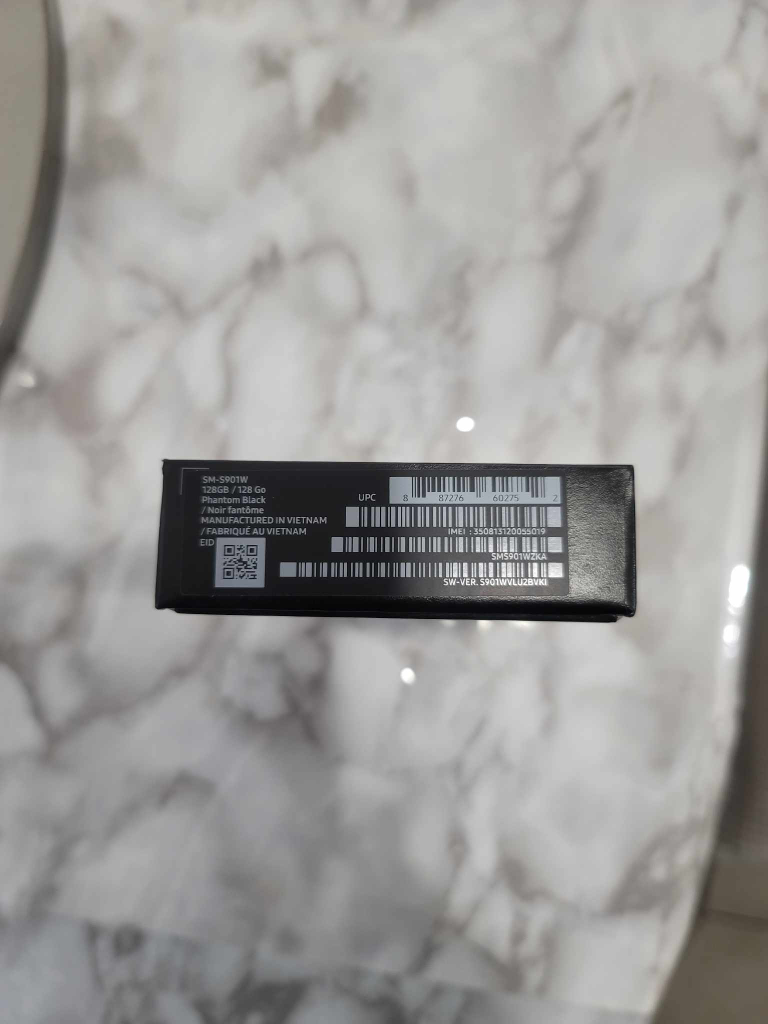 SM-S901W
128GB / 128 Go
Phantom Black
/ Noir fantôme
MANUFACTURED IN VIETNAM
/ FABRIQUÉ AU VIETNAM
EID
UPC
8 87276 60275 2
IMEI : 350813120055019
SMS901WZKA
SW-VER. S901WVLU2BVKI